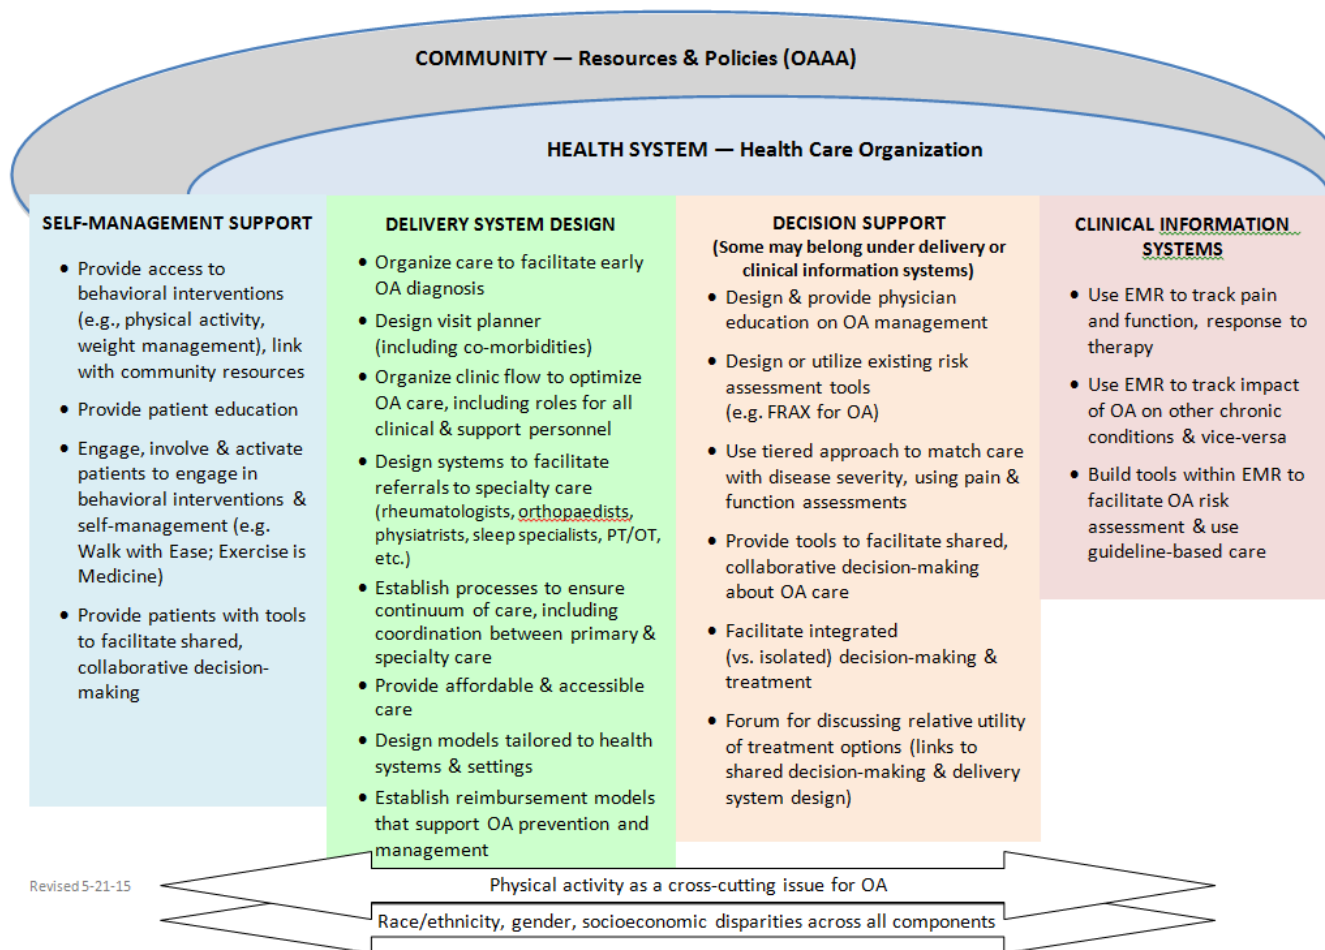 COMMUNITY — Resources & Policies (OAAA)
HEALTH SYSTEM — Health Care Organization
SELF-MANAGEMENT SUPPORT
• Provide access to
behavioral interventions
(e.g., physical activity,
weight management), link
with community resources
• Provide patient education
• Engage, involve & activate
patients to engage in
behavioral interventions &
self-management (e.g.
Walk with Ease; Exercise is
Medicine)
• Provide patients with tools
to facilitate shared,
collaborative decision-
making
DELIVERY SYSTEM DESIGN
• Organize care to facilitate early
OA diagnosis
• Design visit planner
(including co-morbidities)
• Organize clinic flow to optimize
OA care, including roles for all
clinical & support personnel
• Design systems to facilitate
referrals to specialty care
(rheumatologists, orthopaedists,
physiatrists, sleep specialists, PT/OT,
etc.)
• Establish processes to ensure
continuum of care, including
coordination between primary &
specialty care
• Provide affordable & accessible
care
• Design models tailored to health
systems & settings
• Establish reimbursement models
that support OA prevention and
management
DECISION SUPPORT
(Some may belong under delivery or
clinical information systems)
• Design & provide physician
education on OA management
• Design or utilize existing risk
assessment tools
(e.g. FRAX for OA)
• Use tiered approach to match care
with disease severity, using pain &
function assessments
• Provide tools to facilitate shared,
collaborative decision-making
about OA care
• Facilitate integrated
(vs. isolated) decision-making &
treatment
• Forum for discussing relative utility
of treatment options (links to
shared decision-making & delivery
system design)
CLINICAL INFORMATION
SYSTEMS
• Use EMR to track pain
and function, response to
therapy
• Use EMR to track impact
of OA on other chronic
conditions & vice-versa
• Build tools within EMR to
facilitate OA risk
assessment & use
guideline-based care
Revised 5-21-15
Physical activity as a cross-cutting issue for OA
Race/ethnicity, gender, socioeconomic disparities across all components